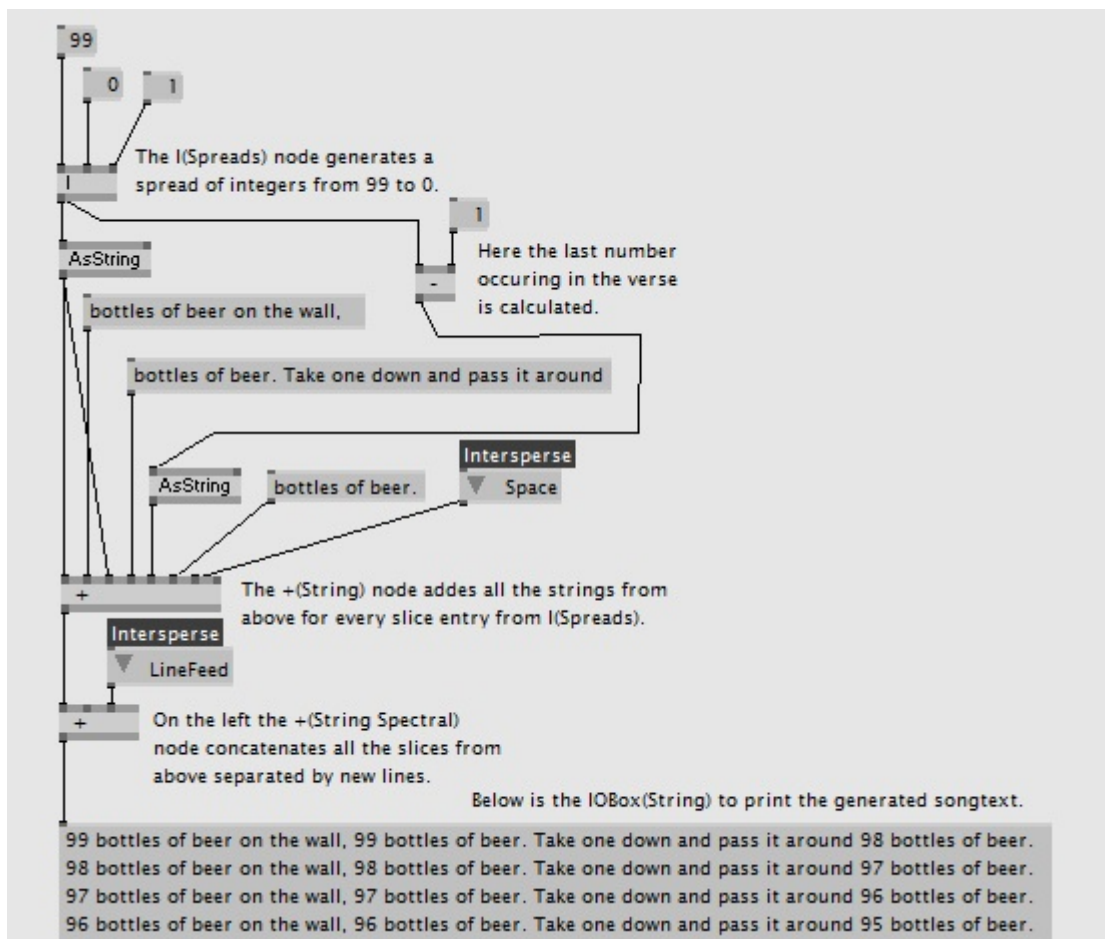 99
0
1
The I(Spreads) node generates a
spread of integers from 99 to 0.
I
1
AsString
Here the last number
occuring in the verse
is calculated.
-
bottles of beer on the wall,
bottles of beer. Take one down and pass it around
Intersperse
AsString
bottles of beer.
Space
The +(String) node addes all the strings from
above for every slice entry from I(Spreads).
+
Intersperse
LineFeed
+
On the left the +(String Spectral)
node concatenates all the slices from
above separated by new lines.
Below is the IOBox(String) to print the generated songtext.
99 bottles of beer on the wall, 99 bottles of beer. Take one down and pass it around 98 bottles of beer.
98 bottles of beer on the wall, 98 bottles of beer. Take one down and pass it around 97 bottles of beer.
97 bottles of beer on the wall, 97 bottles of beer. Take one down and pass it around 96 bottles of beer.
96 bottles of beer on the wall, 96 bottles of beer. Take one down and pass it around 95 bottles of beer.